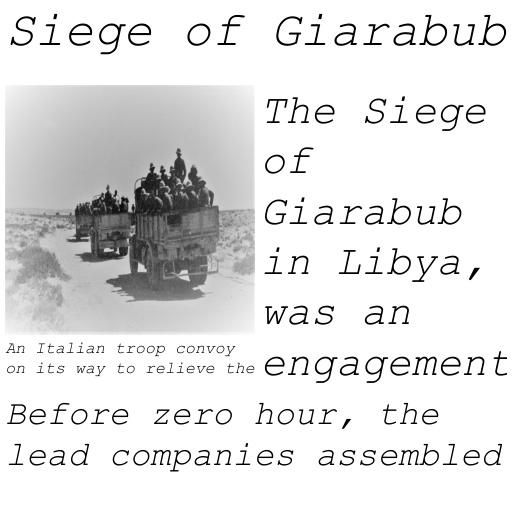 Siege of Giarabub
The Siege
of
Giarabub
in Libya,
was an
engagement
An Italian troop convoy
on its way to relieve the
Before zero hour, the
lead companies assembled